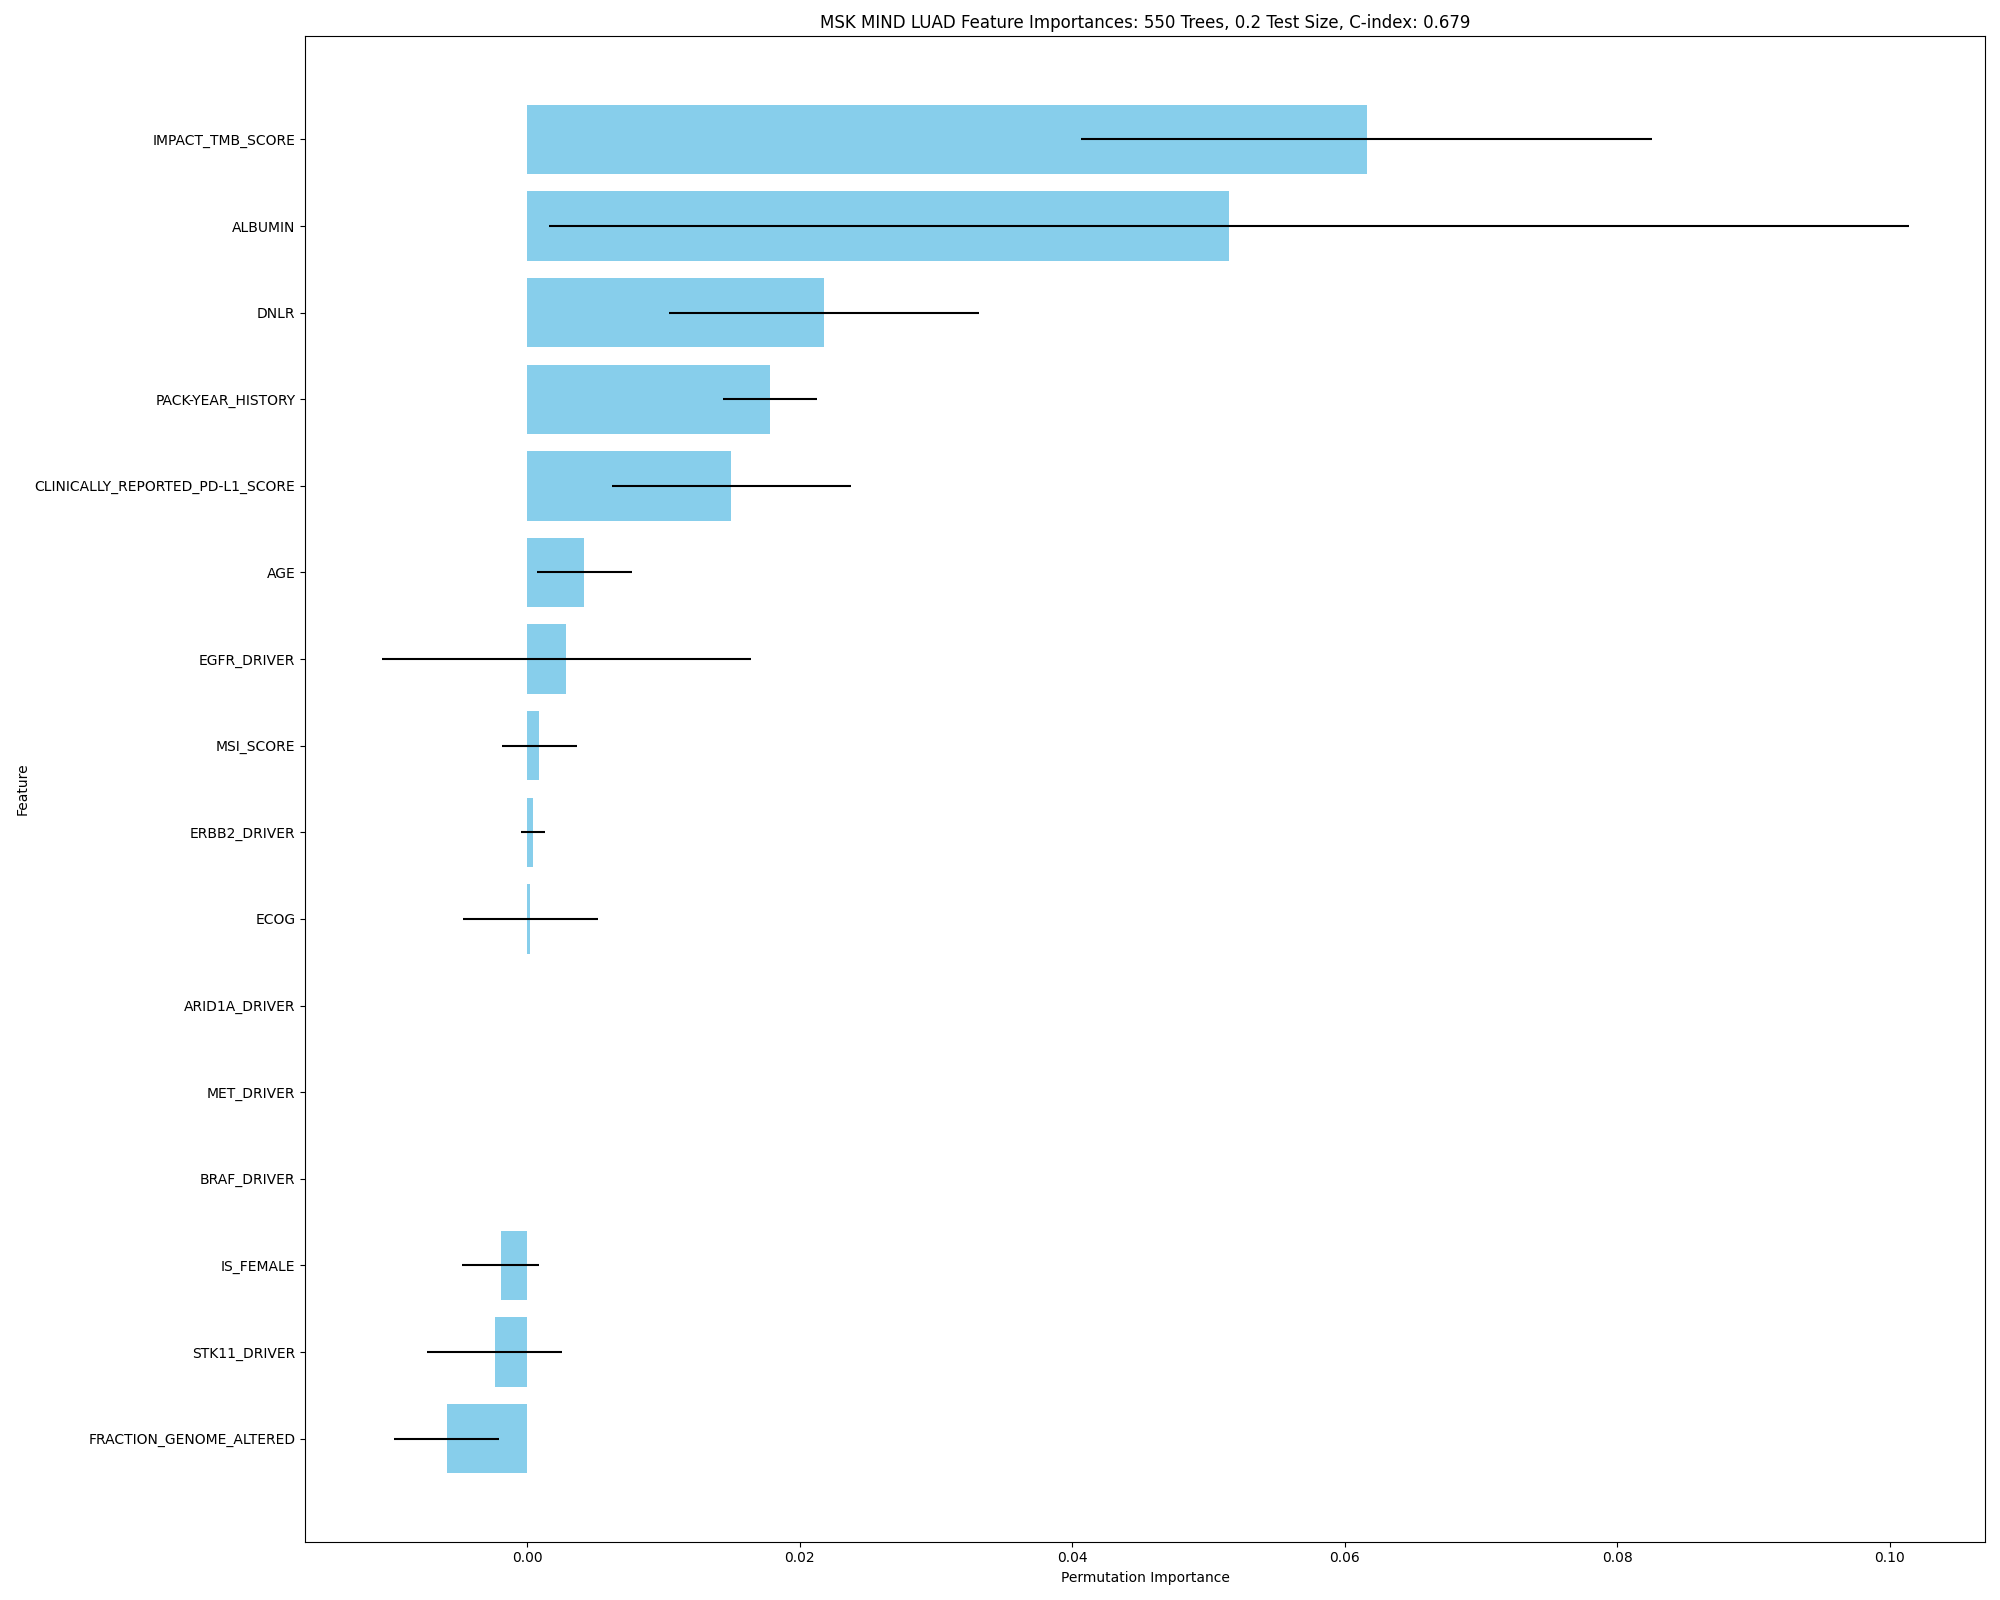 MSK MIND LUAD Feature Importances: 550 Trees, 0.2 Test Size, C-index: 0.679
IMPACT_TMB_SCORE
ALBUMIN
DNLR
PACK-YEAR_HISTORY
CLINICALLY_REPORTED_PD-L1_SCORE
AGE
EGFR_DRIVER
MSI_SCORE
ERBB2_DRIVER
ECOG
ARID1A_DRIVER
MET_DRIVER
BRAF_DRIVER
IS_FEMALE
STK11_DRIVER
FRACTION_GENOME_ALTERED
Feature
0.00 0.02 0.04 0.06 0.08 0.10
Permutation Importance